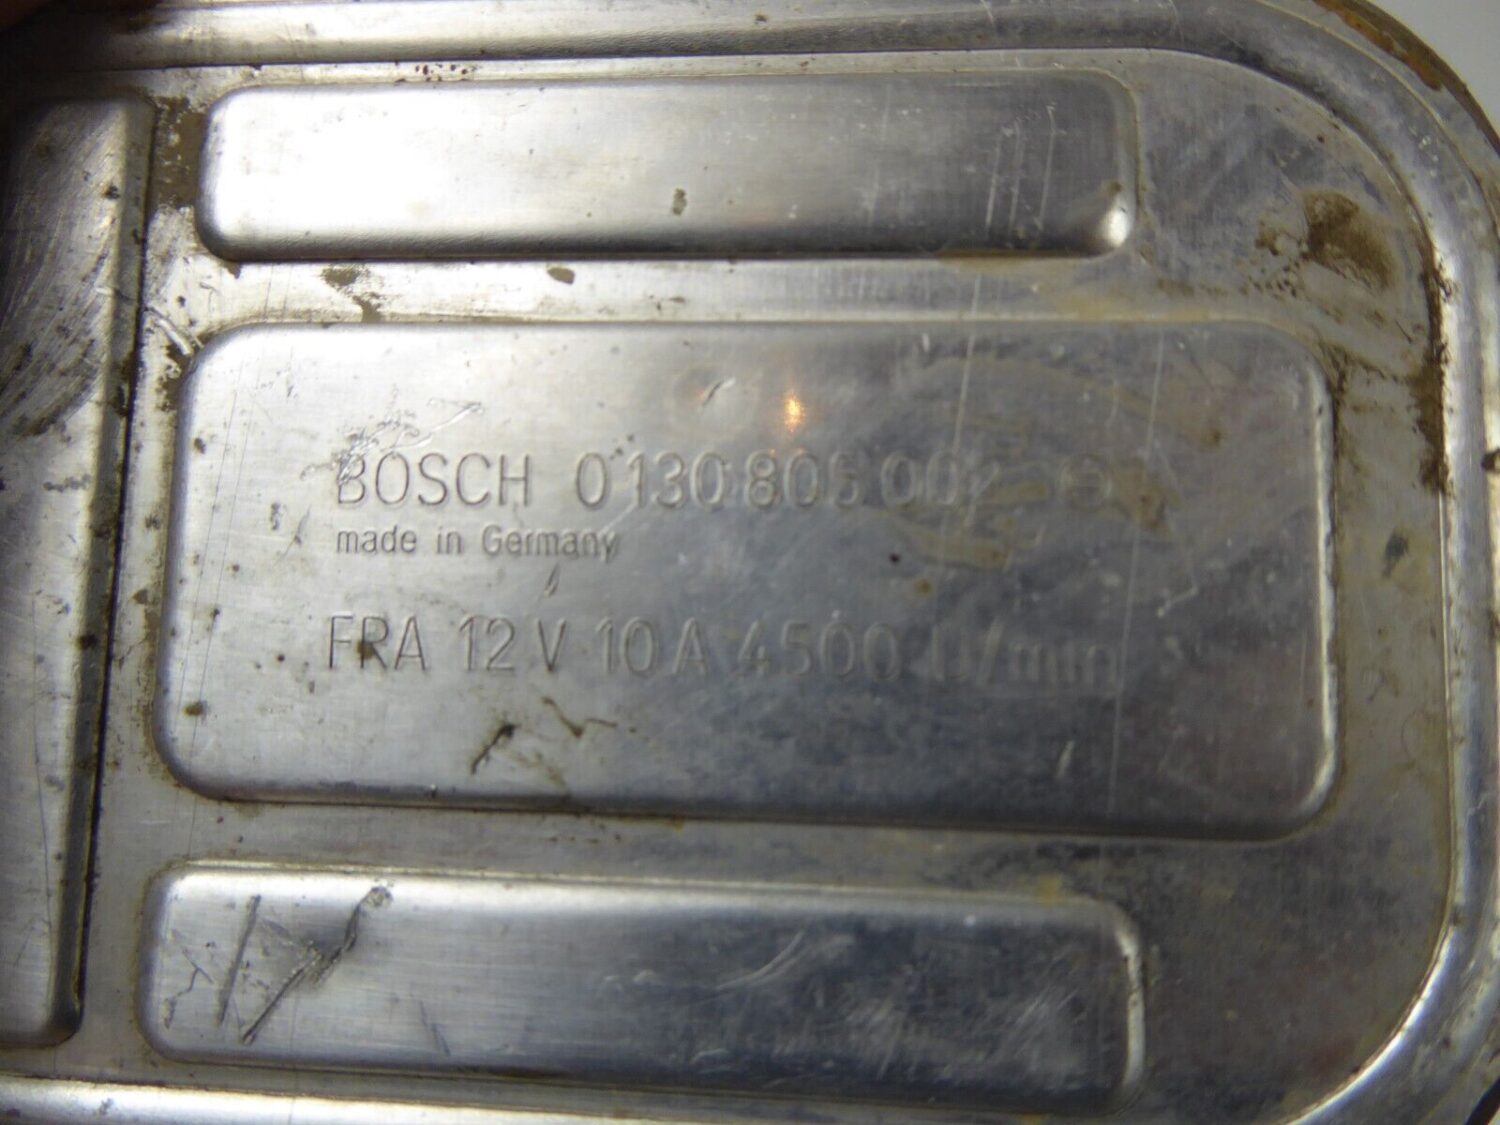 BOSCH 0 130 806 002
made in Germany
FRA 12 V 10 A 4500 U/min